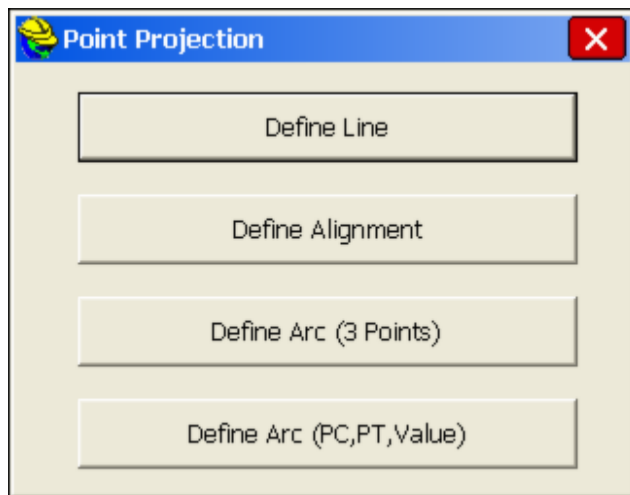 Point Projection
Define Line
Define Alignment
Define Arc (3 Points)
Define Arc (PC,PT,Value)